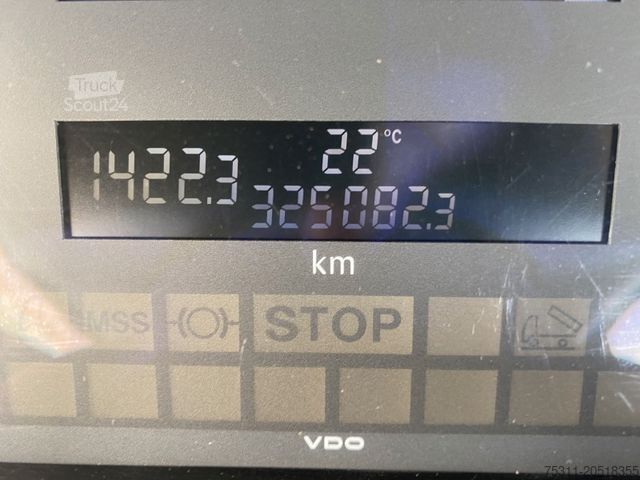 Truck
Scout24
22 °C
1422.3
325082.3
km
MSS
STOP
VDO
75311-20518355